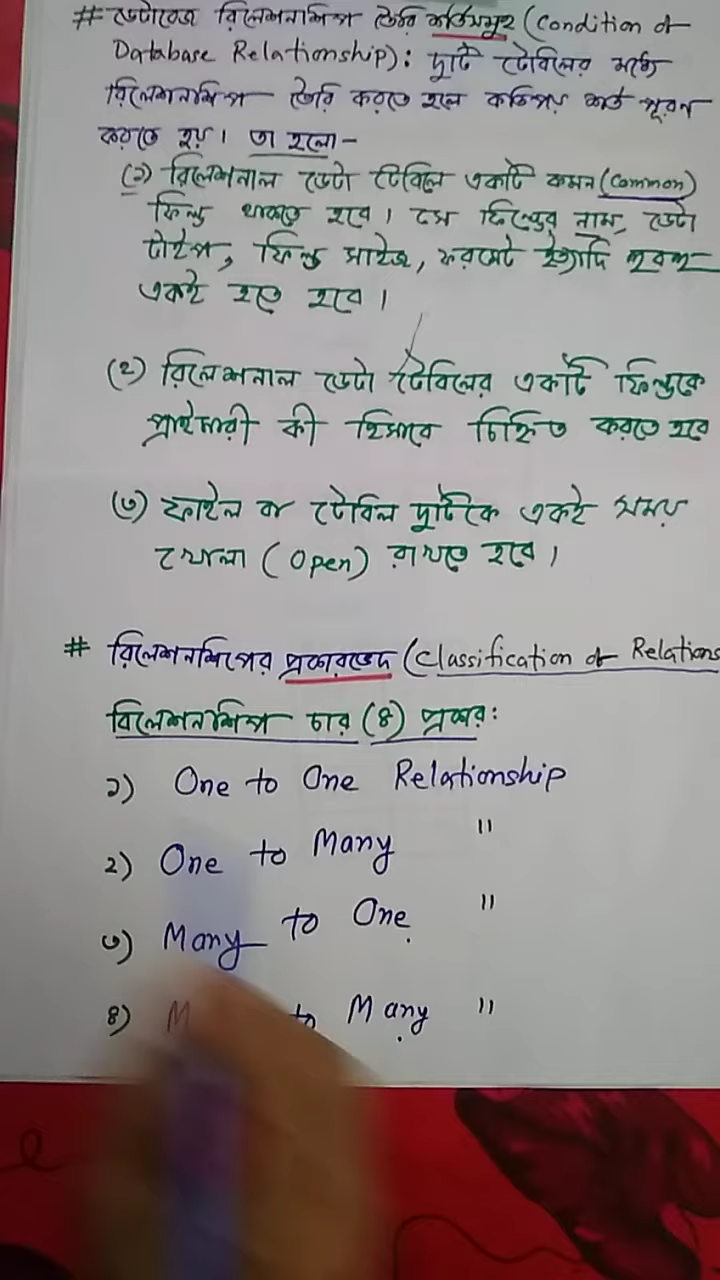 # ডেটাবেজ রিলেশনশিপ তৈরি শর্তসমূহ (Condition of
Database Relationship): দুটি টেবিলের মধ্যে
রিলেশনশিপ তৈরি করতে হলে কতিপয় শর্ত পূরণ
করতে হয়। তা হলো-
(১) রিলেশনাল ডেটা টেবিলে একটি কমন (Common)
ফিল্ড থাকতে হবে। সে ফিল্ডের নাম, ডেটা
টাইপ, ফিল্ড সাইজ, ফরমেট ইত্যাদি হুবহু
একই হতে হবে।
(২) রিলেশনাল ডেটা টেবিলের একটি ফিল্ডকে
প্রাইমারী কী হিসাবে চিহ্নিত করতে হবে
(৩) ফাইল বা টেবিল দুটিকে একই সময়
খোলা (Open) রাখতে হবে।
# রিলেশনশিপের প্রকারভেদ (Classification of Relations
রিলেশনশিপ চার (৪) প্রকার:
১) One to One Relationship
২) One to Many "
৩) Many to One "
৪) M to Many "